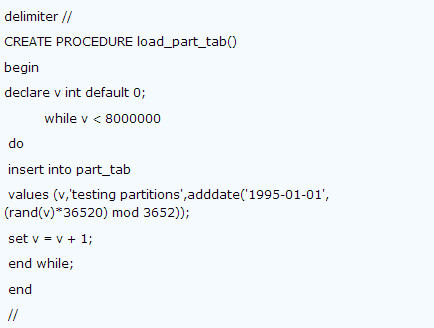 delimiter //
CREATE PROCEDURE load_part_tab()
begin
declare v int default 0;
while v < 8000000
do
insert into part_tab
values (v,'testing partitions',adddate('1995-01-01',
(rand(v)*36520) mod 3652));
set v = v + 1;
end while;
end
//